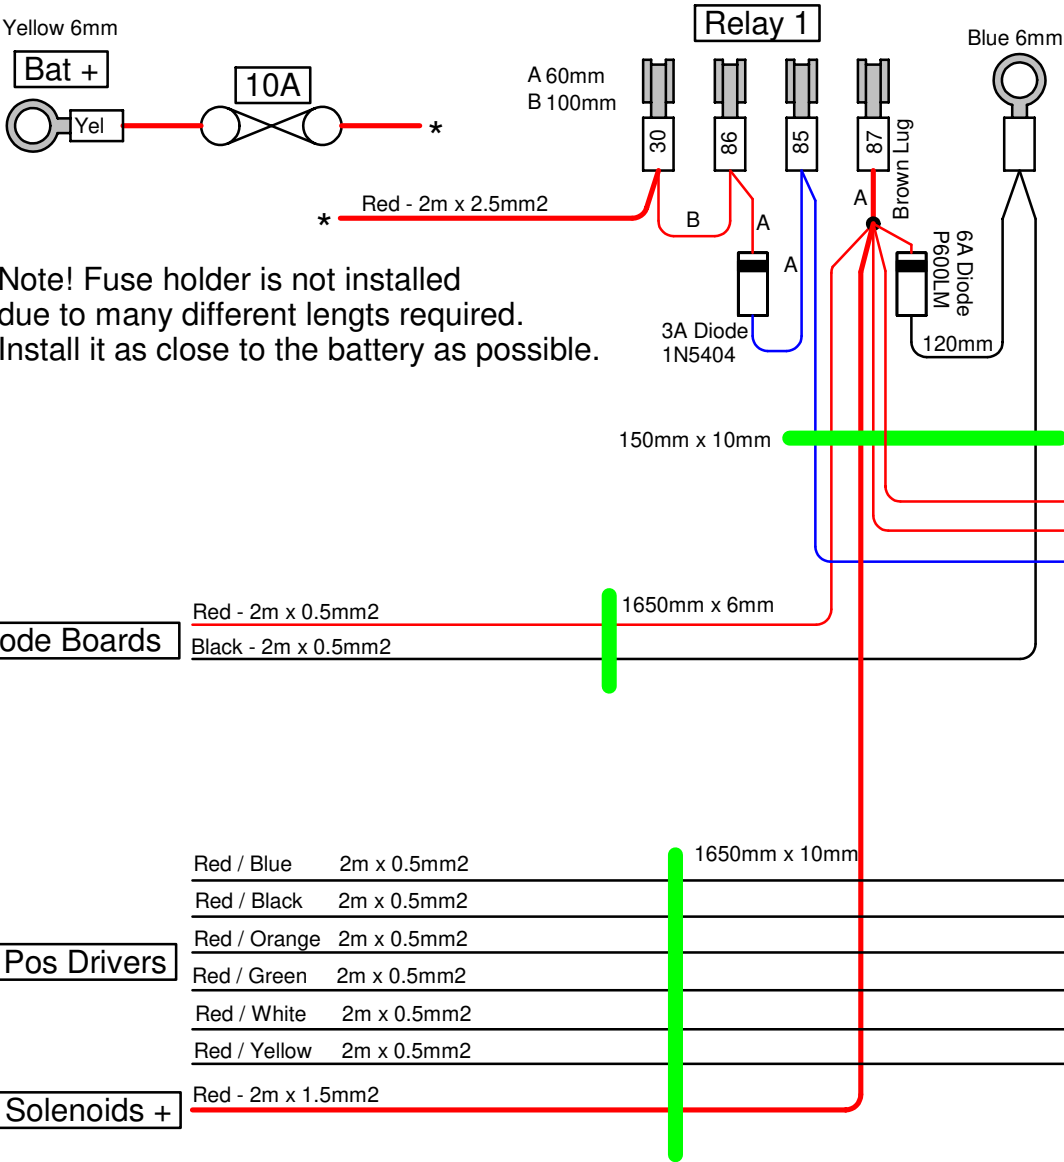 Yellow 6mm
Bat +
Yel
10A
*
Relay 1
A 60mm
B 100mm
30
86
85
87
Brown Lug
Blue 6mm
* Red - 2m x 2.5mm2
B
A
A
A
3A Diode
1N5404
6A Diode
P600LM
120mm
Note! Fuse holder is not installed
due to many different lengts required.
Install it as close to the battery as possible.
150mm x 10mm
ode Boards
Red - 2m x 0.5mm2
Black - 2m x 0.5mm2
1650mm x 6mm
1650mm x 10mm
Pos Drivers
Red / Blue 2m x 0.5mm2
Red / Black 2m x 0.5mm2
Red / Orange 2m x 0.5mm2
Red / Green 2m x 0.5mm2
Red / White 2m x 0.5mm2
Red / Yellow 2m x 0.5mm2
Solenoids +
Red - 2m x 1.5mm2